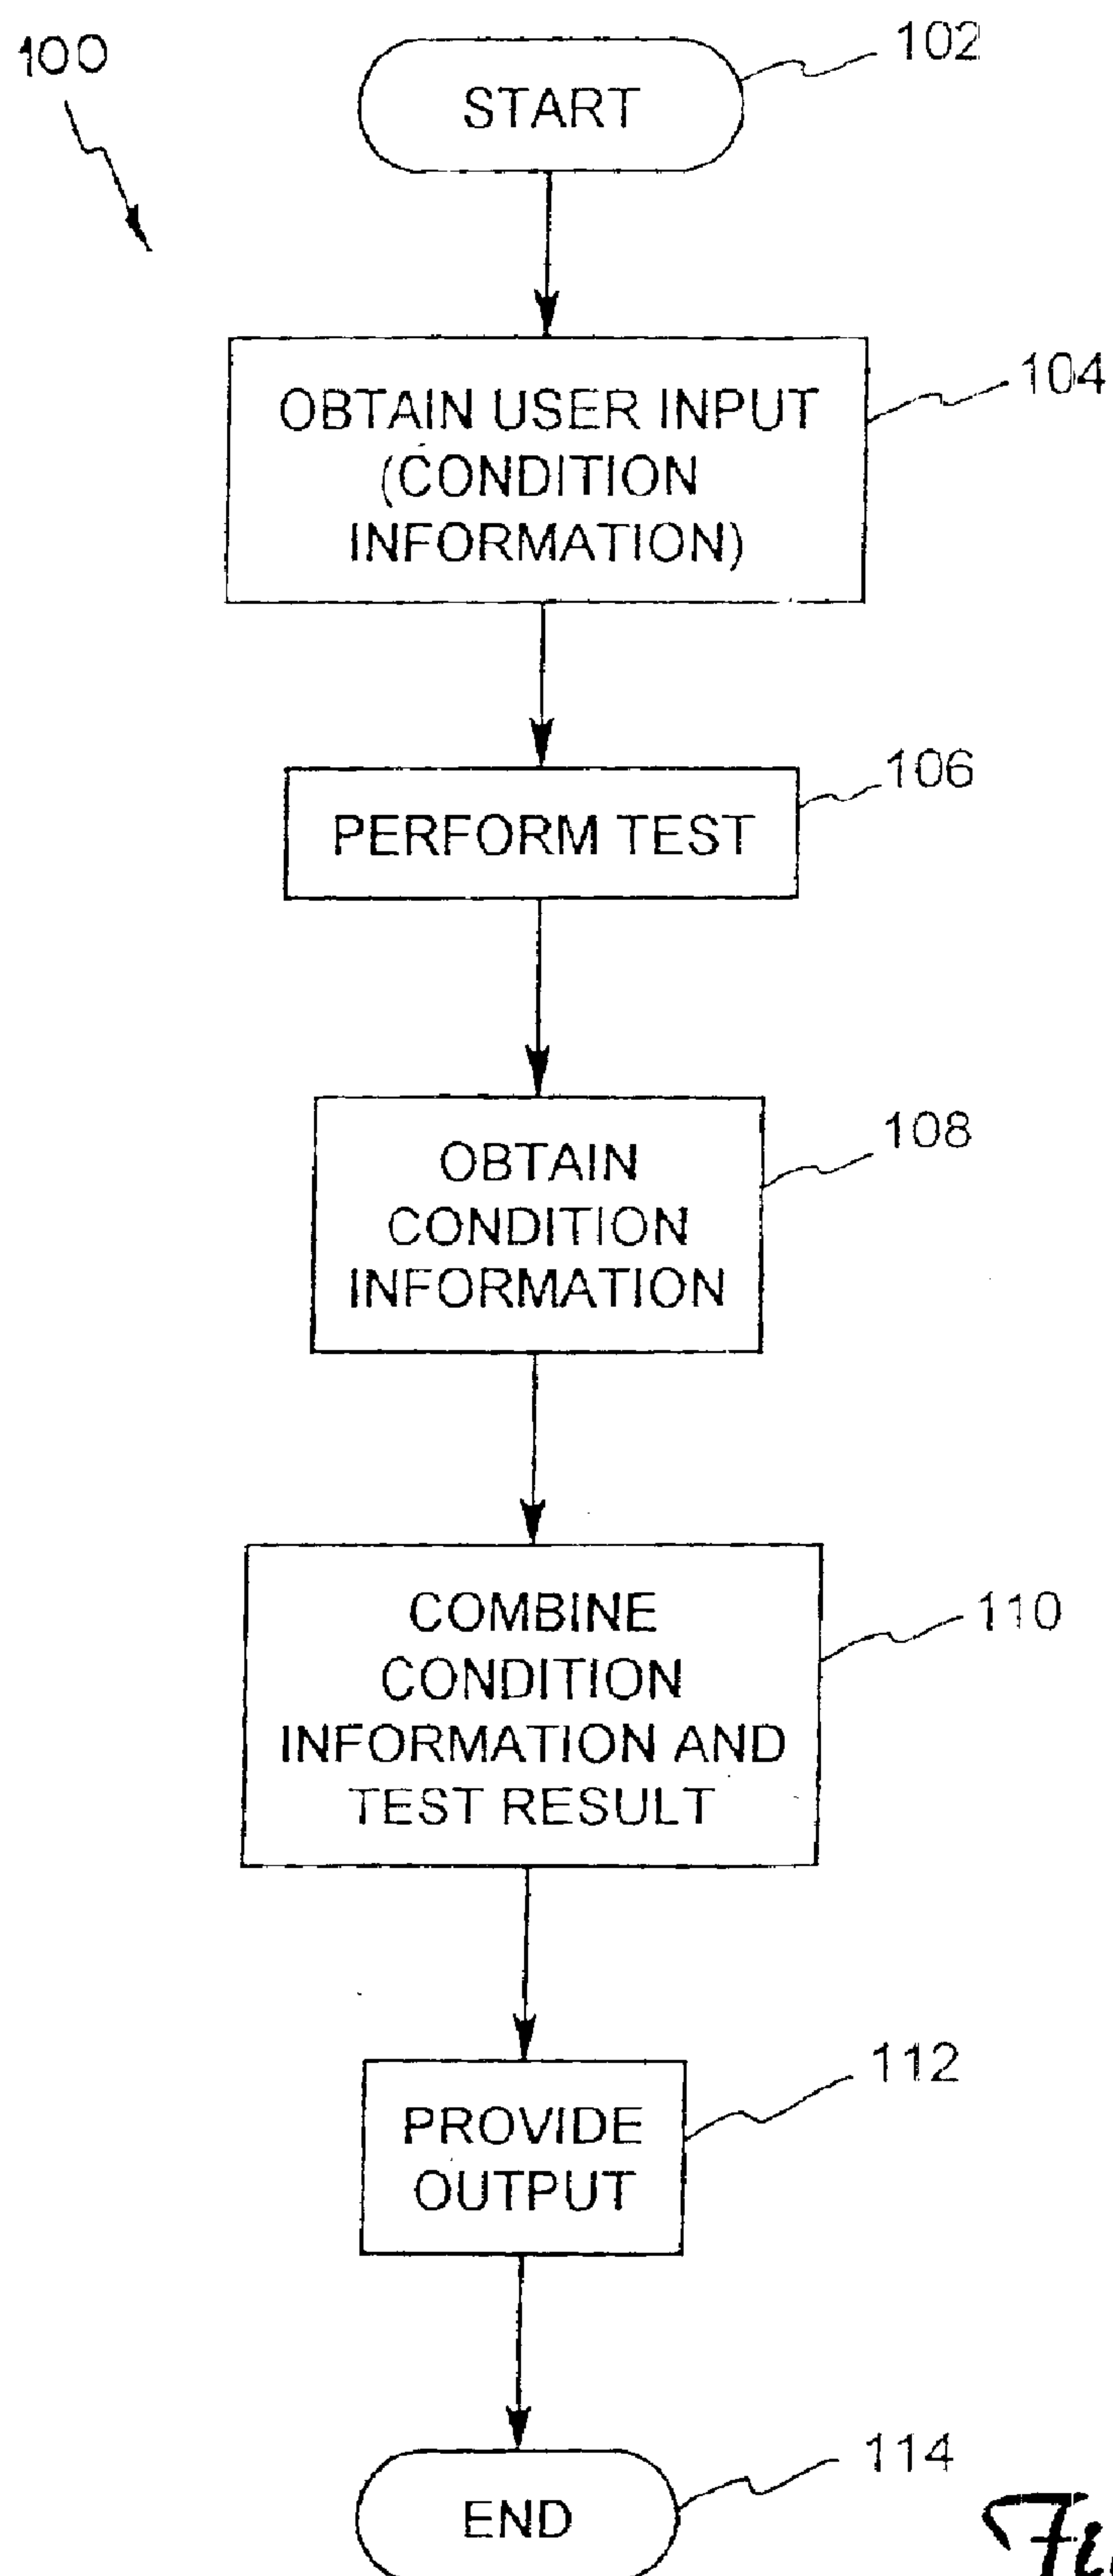 100
102
START
104
OBTAIN USER INPUT
(CONDITION
INFORMATION)
106
PERFORM TEST
108
OBTAIN
CONDITION
INFORMATION
110
COMBINE
CONDITION
INFORMATION AND
TEST RESULT
112
PROVIDE
OUTPUT
114
END